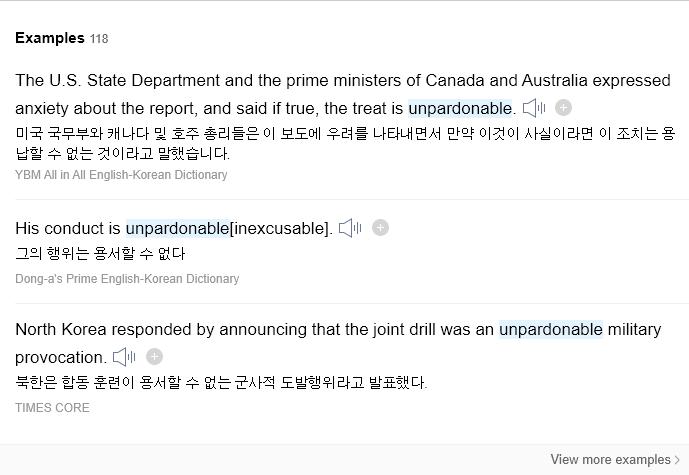 Examples 118
The U.S. State Department and the prime ministers of Canada and Australia expressed
anxiety about the report, and said if true, the treat is unpardonable.
미국 국무부와 캐나다 및 호주 총리들은 이 보도에 우려를 나타내면서 만약 이것이 사실이라면 이 조치는 용
납할 수 없는 것이라고 말했습니다.
YBM All in All English-Korean Dictionary
His conduct is unpardonable[inexcusable].
그의 행위는 용서할 수 없다
Dong-a's Prime English-Korean Dictionary
North Korea responded by announcing that the joint drill was an unpardonable military
provocation.
북한은 합동 훈련이 용서할 수 없는 군사적 도발행위라고 발표했다.
TIMES CORE
View more examples